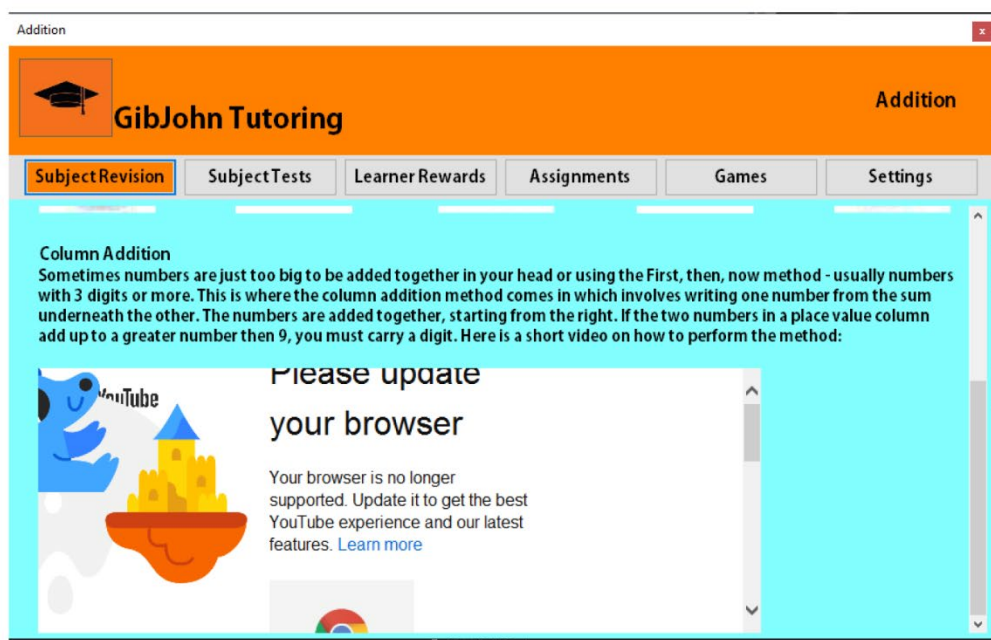 Addition
x
GibJohn Tutoring
Addition
Subject Revision
Subject Tests
Learner Rewards
Assignments
Games
Settings
Column Addition
Sometimes numbers are just too big to be added together in your head or using the First, then, now method - usually numbers
with 3 digits or more. This is where the column addition method comes in which involves writing one number from the sum
underneath the other. The numbers are added together, starting from the right. If the two numbers in a place value column
add up to a greater number then 9, you must carry a digit. Here is a short video on how to perform the method:
YouTube
Please update
your browser
Your browser is no longer
supported. Update it to get the best
YouTube experience and our latest
features. Learn more